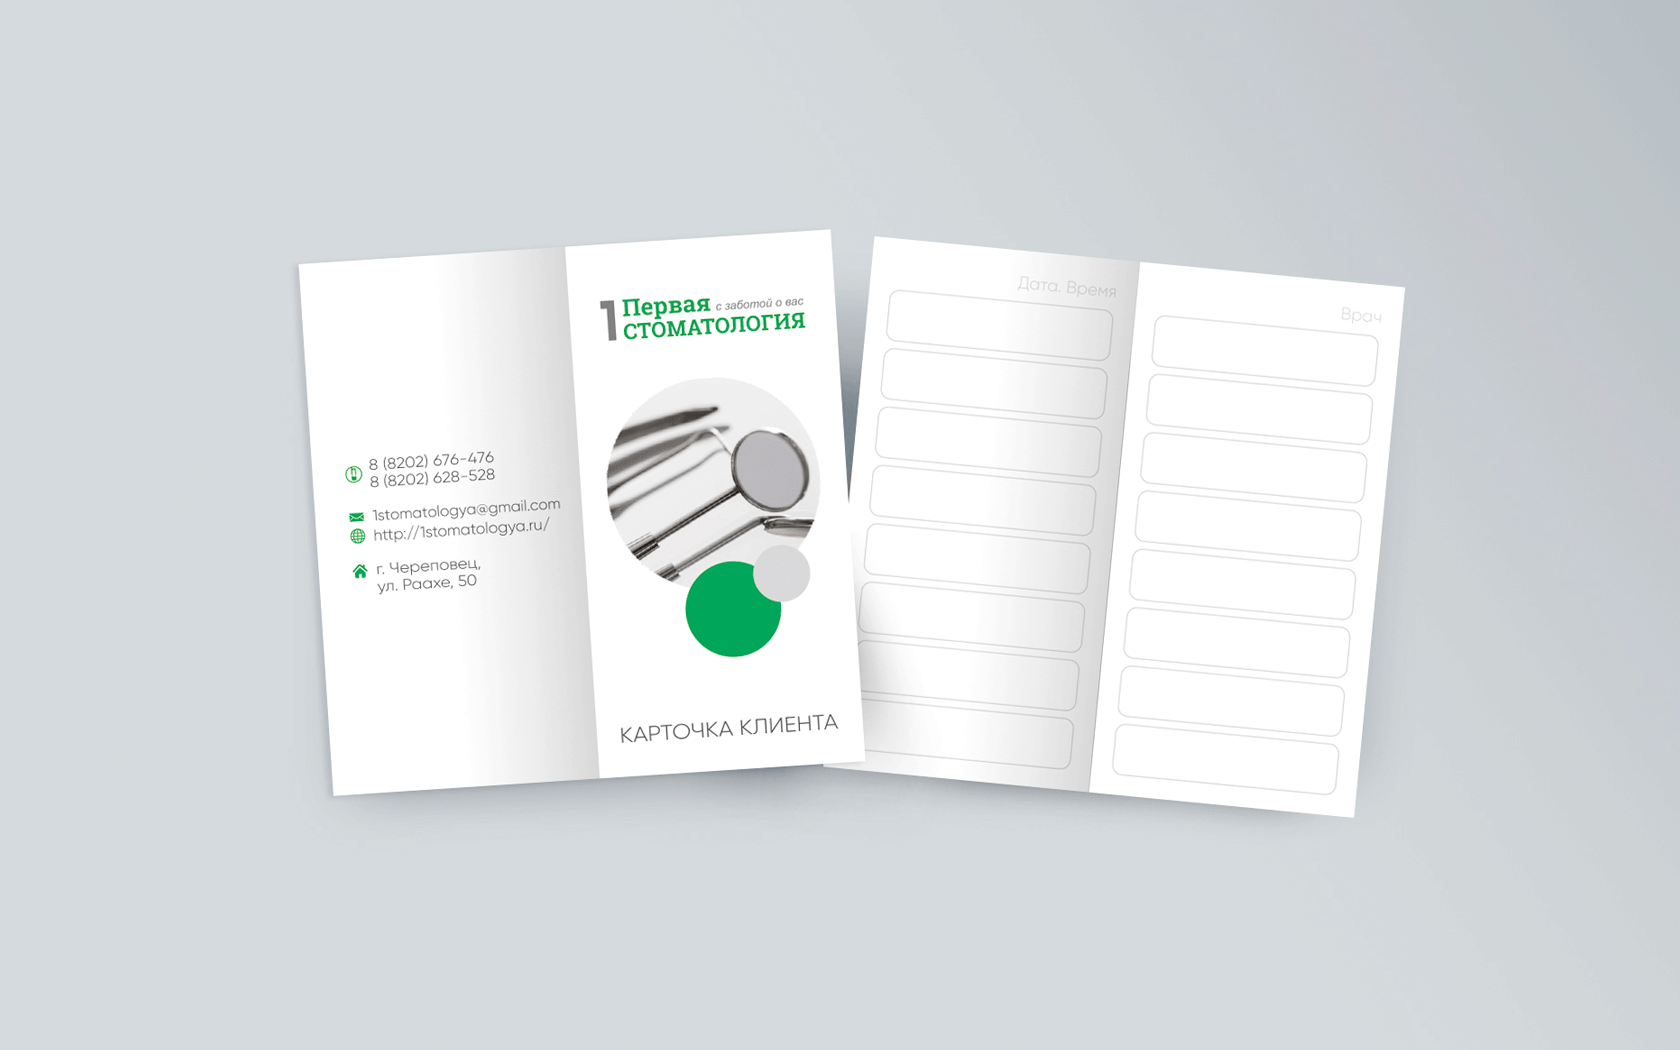 8 (8202) 676-476
8 (8202) 628-528
1stomatologya@gmail.com
http://1stomatologya.ru/
г. Череповец,
ул. Раахе, 50
1 Первая с заботой о вас
СТОМАТОЛОГИЯ
КАРТОЧКА КЛИЕНТА
Дата. Время
Врач